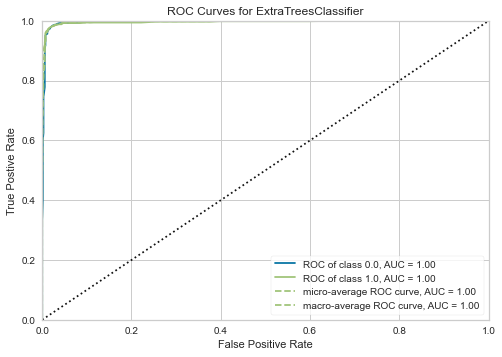 ROC Curves for ExtraTreesClassifier
True Postive Rate
1.0
0.8
0.6
0.4
0.2
0.0
ROC of class 0.0, AUC = 1.00
ROC of class 1.0, AUC = 1.00
micro-average ROC curve, AUC = 1.00
macro-average ROC curve, AUC = 1.00
0.0 0.2 0.4 0.6 0.8 1.0
False Positive Rate